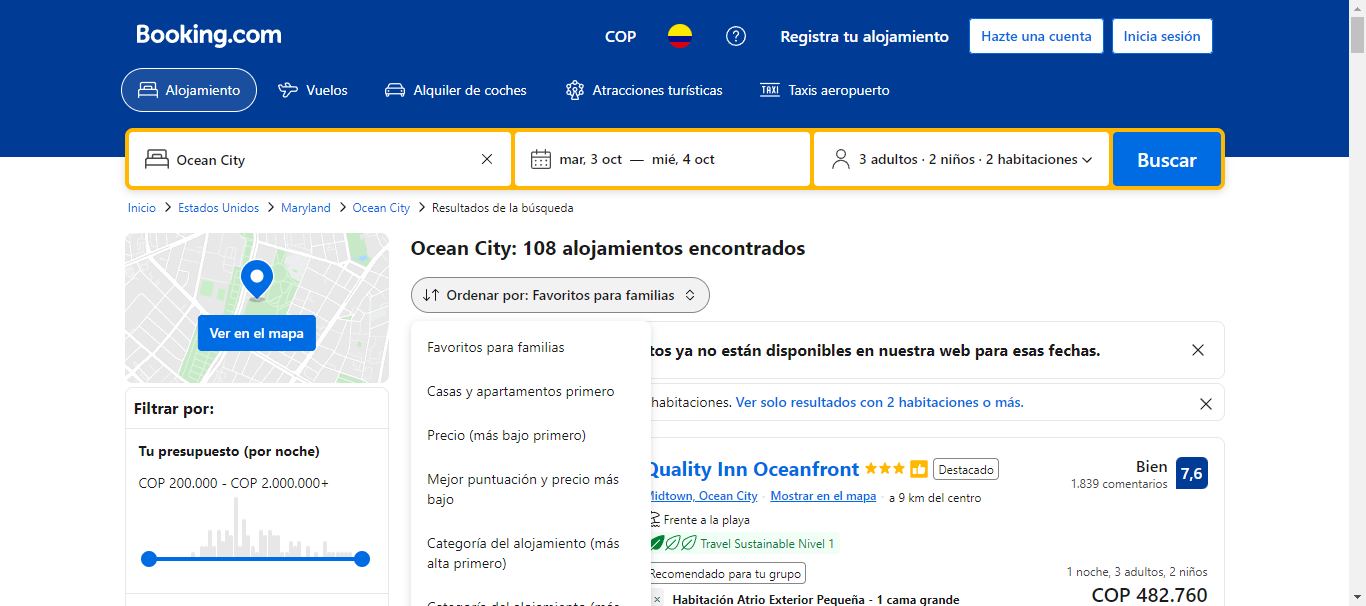 Booking.com
COP
Registra tu alojamiento
Hazte una cuenta
Inicia sesión
Alojamiento
Vuelos
Alquiler de coches
Atracciones turísticas
TAXI
Taxis aeropuerto
Ocean City
mar, 3 oct — mié, 4 oct
3 adultos · 2 niños · 2 habitaciones
Buscar
Inicio > Estados Unidos > Maryland > Ocean City > Resultados de la búsqueda
Ver en el mapa
Filtrar por:
Tu presupuesto (por noche)
COP 200.000 - COP 2.000.000+
Ocean City: 108 alojamientos encontrados
Ordenar por: Favoritos para familias
Favoritos para familias
Casas y apartamentos primero
Precio (más bajo primero)
Mejor puntuación y precio más
bajo
Categoría del alojamiento (más
alta primero)
Categoría del alojamiento (más
tos ya no están disponibles en nuestra web para esas fechas.
habitaciones. Ver solo resultados con 2 habitaciones o más.
Quality Inn Oceanfront
Destacado
Midtown, Ocean City · Mostrar en el mapa · a 9 km del centro
Frente a la playa
Travel Sustainable Nivel 1
Recomendado para tu grupo
Habitación Atrio Exterior Pequeña - 1 cama grande
Bien
1.839 comentarios
7,6
1 noche, 3 adultos, 2 niños
COP 482.760